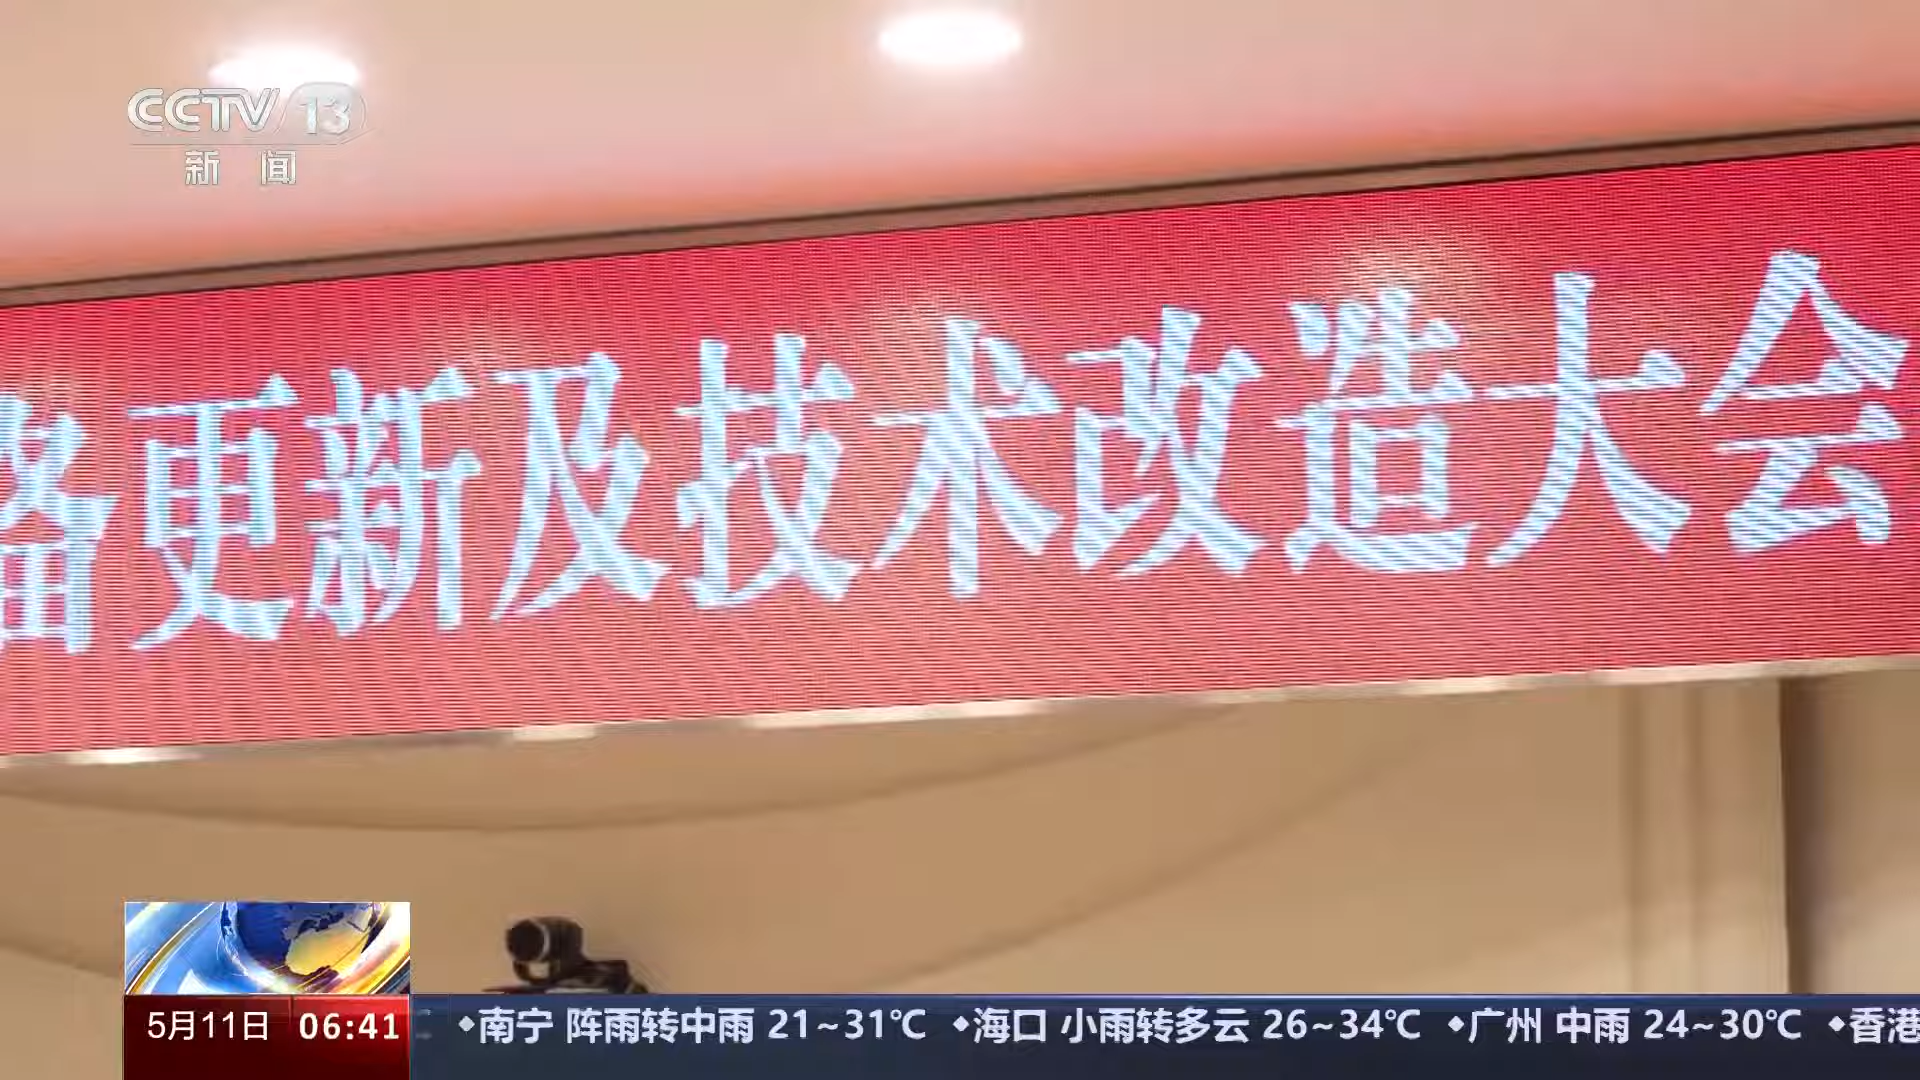 CCTV 13
新闻
备更新及技术改造大会
5月11日 06:41
◆南宁 阵雨转中雨 21~31℃ ◆海口 小雨转多云 26~34℃ ◆广州 中雨 24~30℃ ◆香港